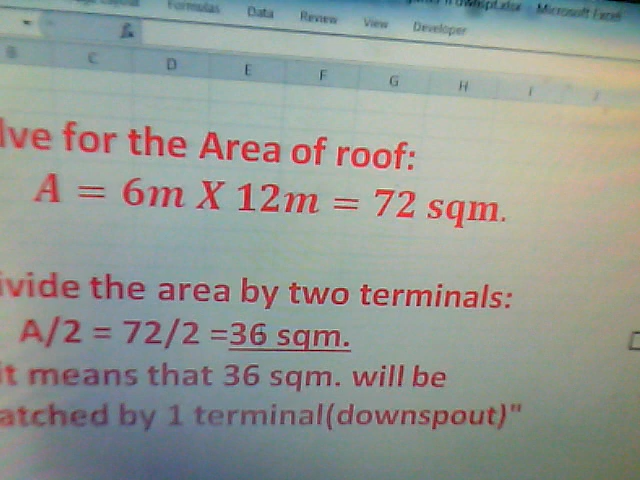 Microsoft Excel
Formulas Data Review View Developer
fx
B C D E F G H I J
lve for the Area of roof:
A = 6m X 12m = 72 sqm.
ivide the area by two terminals:
A/2 = 72/2 =36 sqm.
it means that 36 sqm. will be
atched by 1 terminal(downspout)"